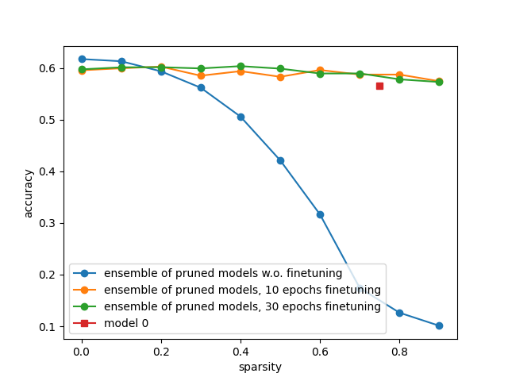 0.6
0.5
0.4
0.3
0.2
0.1
accuracy
ensemble of pruned models w.o. finetuning
ensemble of pruned models, 10 epochs finetuning
ensemble of pruned models, 30 epochs finetuning
model 0
0.0 0.2 0.4 0.6 0.8
sparsity